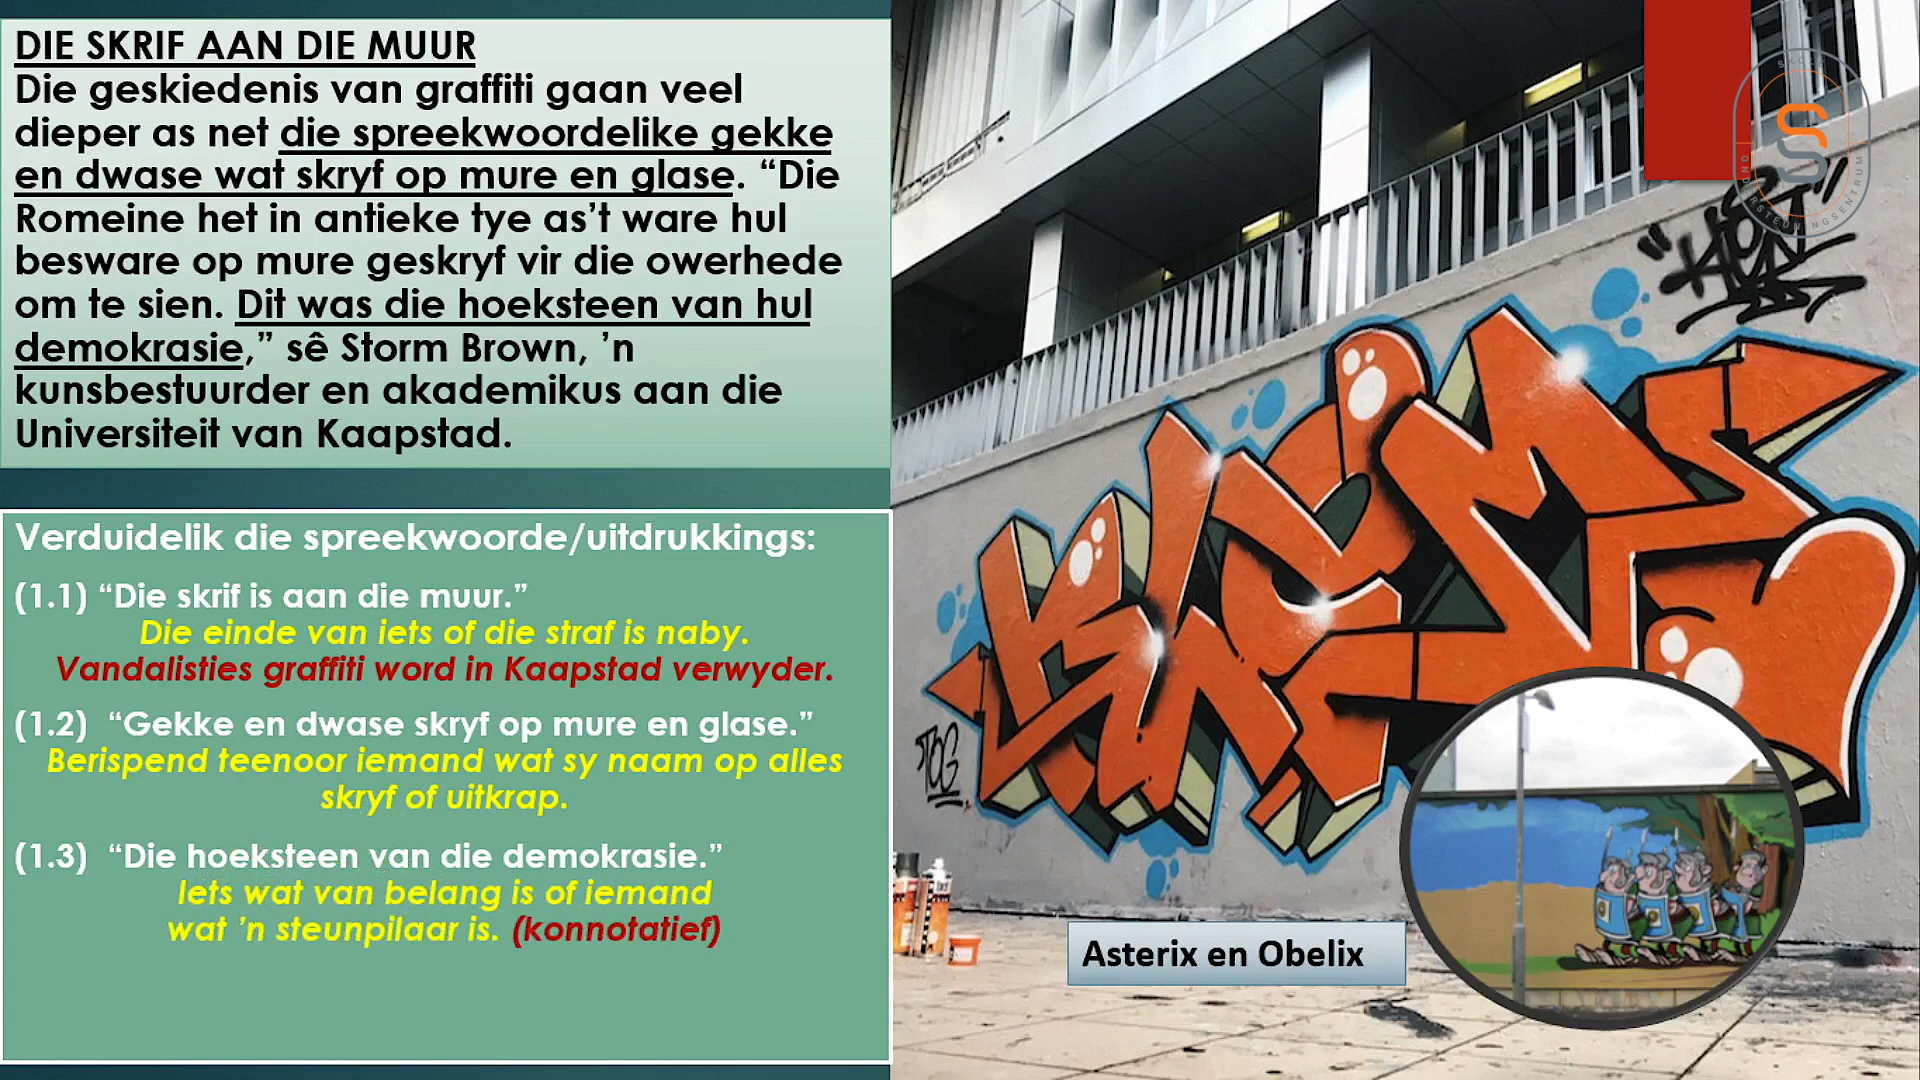 DIE SKRIF AAN DIE MUUR
Die geskiedenis van graffiti gaan veel
dieper as net die spreekwoordelike gekke
en dwase wat skryf op mure en glase. “Die
Romeine het in antieke tye as’t ware hul
besware op mure geskryf vir die owerhede
om te sien. Dit was die hoeksteen van hul
demokrasie,” sê Storm Brown, ’n
kunsbestuurder en akademikus aan die
Universiteit van Kaapstad.
Verduidelik die spreekwoorde/uitdrukkings:
(1.1) “Die skrif is aan die muur.”
Die einde van iets of die straf is naby.
Vandalisties graffiti word in Kaapstad verwyder.
(1.2) “Gekke en dwase skryf op mure en glase.”
Berispend teenoor iemand wat sy naam op alles
skryf of uitkrap.
(1.3) “Die hoeksteen van die demokrasie.”
Iets wat van belang is of iemand
wat ’n steunpilaar is. (konnotatief)
TOG
Asterix en Obelix